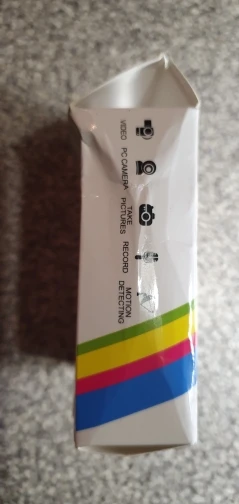 VIDEO
PC CAMERA
TAKE
PICTURES
RECORD
MOTION
DETECTING